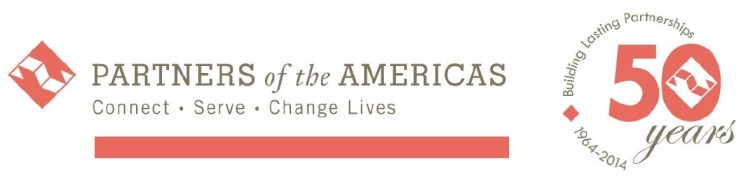 PARTNERS of the AMERICAS
Connect • Serve • Change Lives
Building Lasting Partnerships
50
years
1964-2014